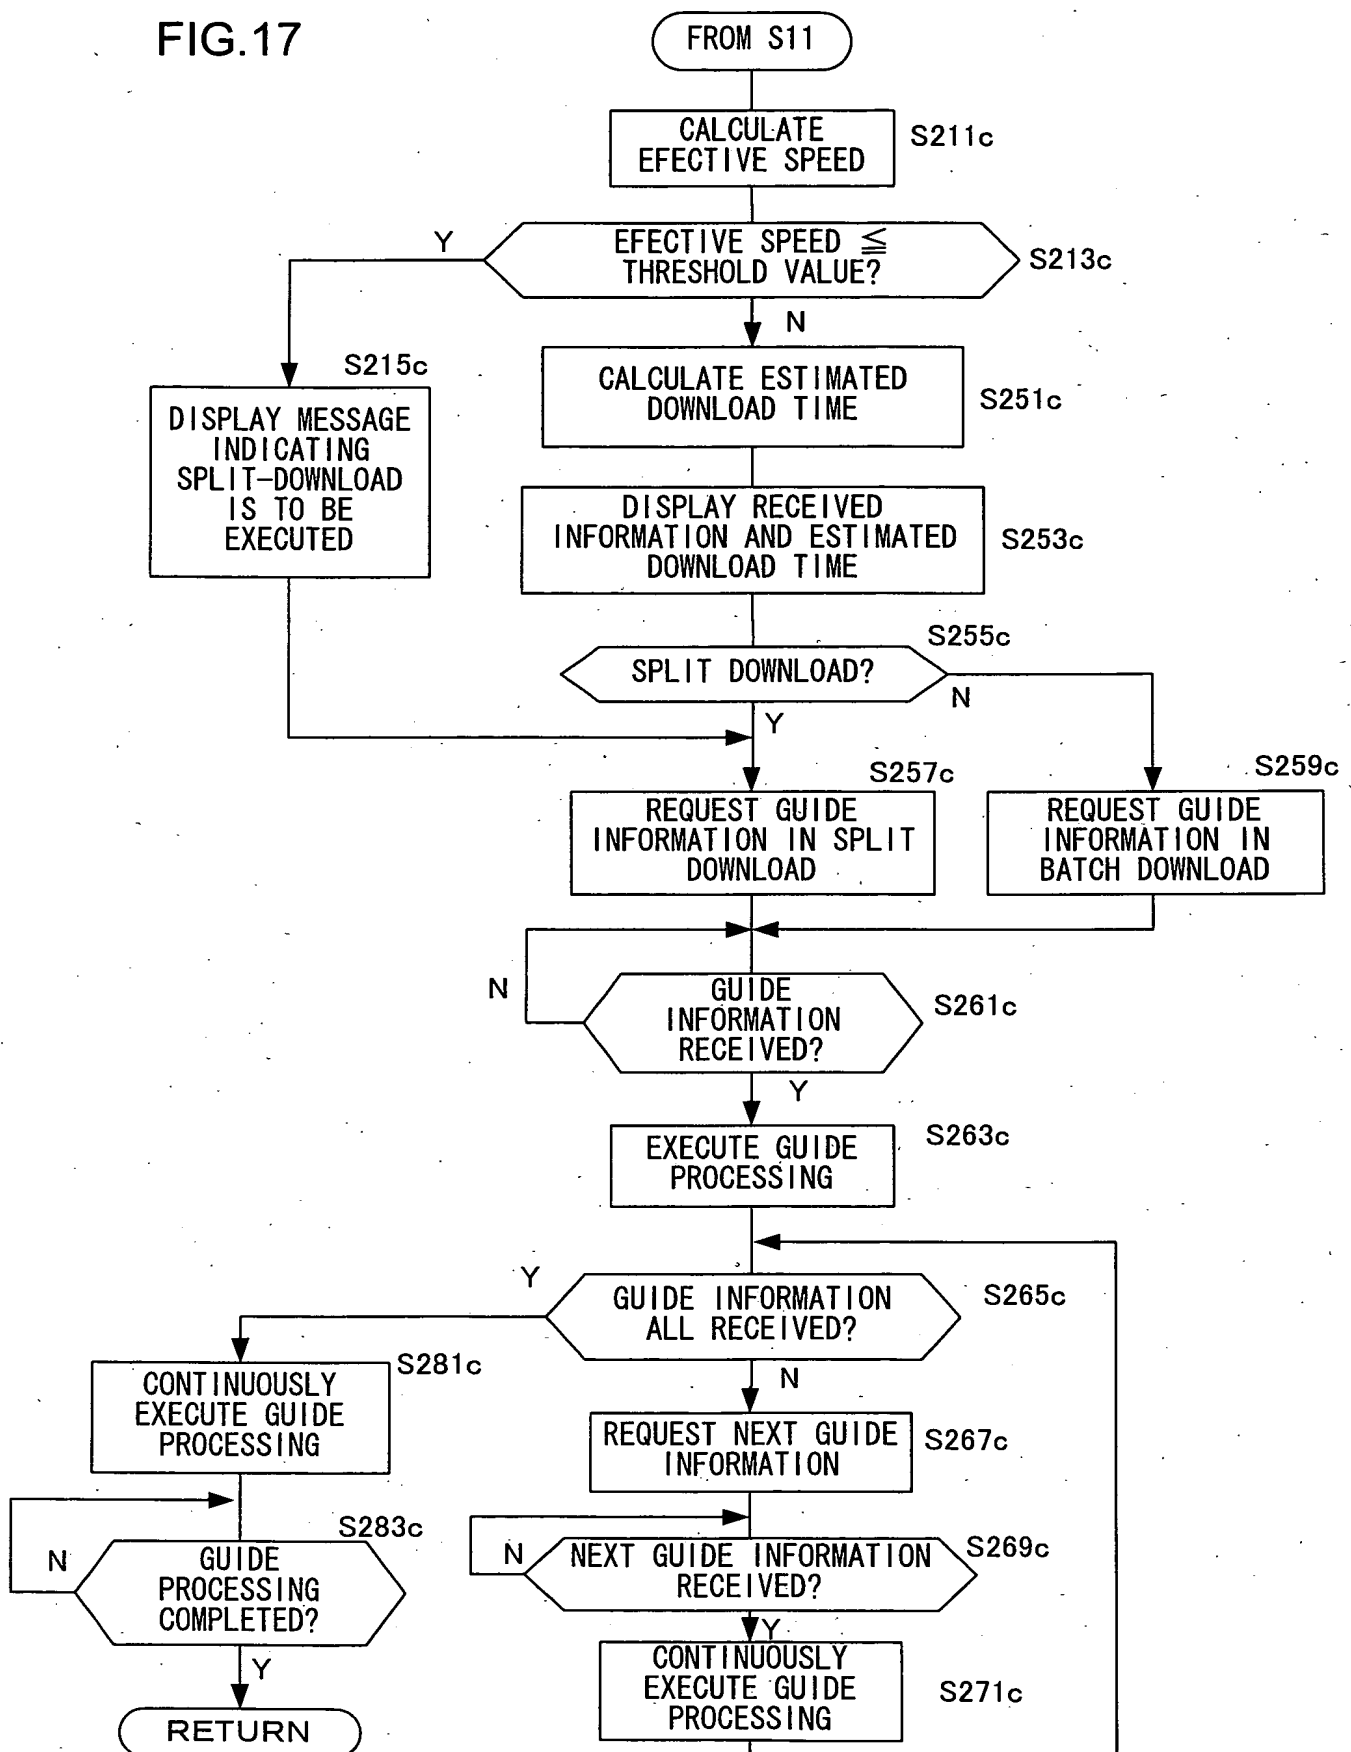 FIG.17
FROM S11
CALCULATE
EFECTIVE SPEED
S211c
EFECTIVE SPEED ≦
THRESHOLD VALUE?
S213c
Y
N
S215c
DISPLAY MESSAGE
INDICATING
SPLIT-DOWNLOAD
IS TO BE
EXECUTED
CALCULATE ESTIMATED
DOWNLOAD TIME
S251c
DISPLAY RECEIVED
INFORMATION AND ESTIMATED
DOWNLOAD TIME
S253c
S255c
SPLIT DOWNLOAD?
N
Y
S257c
REQUEST GUIDE
INFORMATION IN SPLIT
DOWNLOAD
S259c
REQUEST GUIDE
INFORMATION IN
BATCH DOWNLOAD
N
GUIDE
INFORMATION
RECEIVED?
S261c
Y
EXECUTE GUIDE
PROCESSING
S263c
Y
GUIDE INFORMATION
ALL RECEIVED?
S265c
N
S281c
CONTINUOUSLY
EXECUTE GUIDE
PROCESSING
REQUEST NEXT GUIDE
INFORMATION
S267c
S283c
N
GUIDE
PROCESSING
COMPLETED?
Y
RETURN
N
NEXT GUIDE INFORMATION
RECEIVED?
S269c
Y
CONTINUOUSLY
EXECUTE GUIDE
PROCESSING
S271c